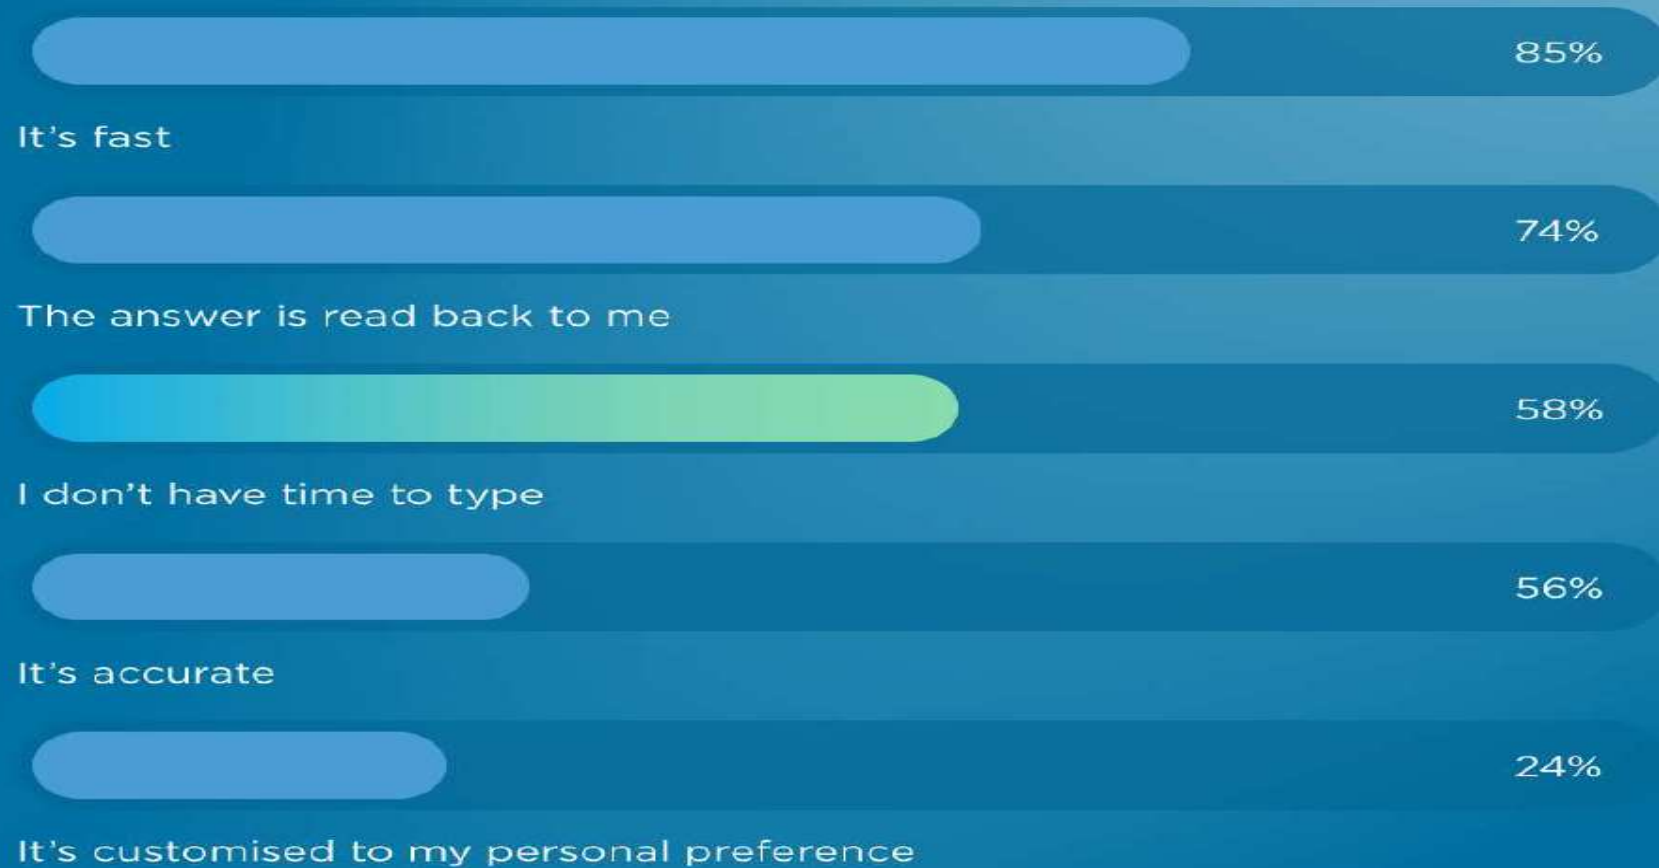 85%
It's fast
74%
The answer is read back to me
58%
I don't have time to type
56%
It's accurate
24%
It's customised to my personal preference